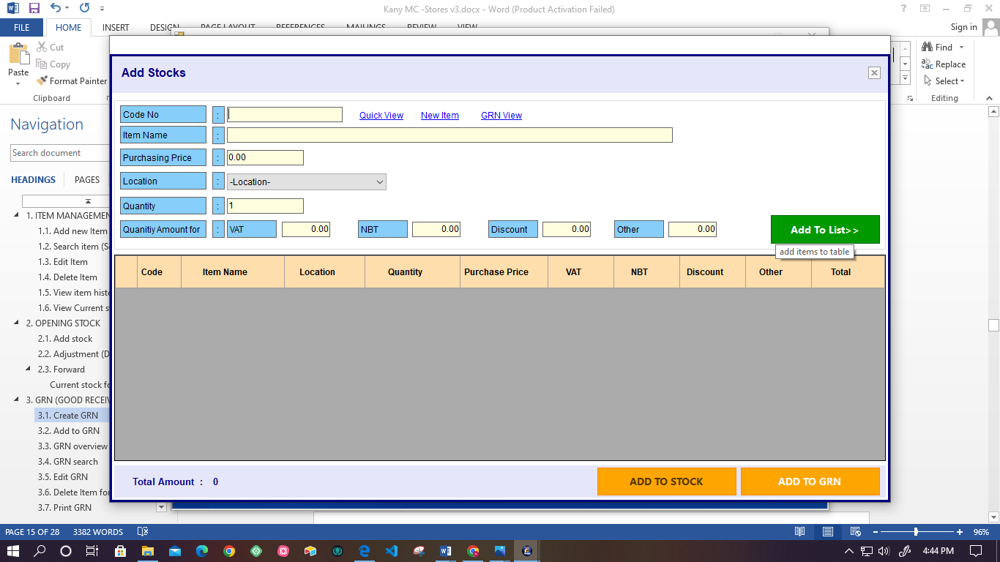 Kany MC -Stores v3.docx - Word (Product Activation Failed)
FILE HOME INSERT DESIGN PAGE LAYOUT REFERENCES MAILINGS REVIEW VIEW Sign in
Paste
Cut
Copy
Format Painter
Clipboard
Find
Replace
Select
Editing
Navigation
Search document
HEADINGS PAGES
1. ITEM MANAGEMEN
1.1. Add new Item
1.2. Search item (Se
1.3. Edit Item
1.4. Delete Item
1.5. View item histo
1.6. View Current s
2. OPENING STOCK
2.1. Add stock
2.2. Adjustment (D
2.3. Forward
Current stock fo
3. GRN (GOOD RECEIV
3.1. Create GRN
3.2. Add to GRN
3.3. GRN overview
3.4. GRN search
3.5. Edit GRN
3.6. Delete Item for
3.7. Print GRN
Add Stocks
Code No : Quick View New Item GRN View
Item Name :
Purchasing Price : 0.00
Location : -Location-
Quantity : 1
Quanitiy Amount for : VAT 0.00 NBT 0.00 Discount 0.00 Other 0.00
Add To List>>
add items to table
Code Item Name Location Quantity Purchase Price VAT NBT Discount Other Total
Total Amount : 0
ADD TO STOCK ADD TO GRN
PAGE 15 OF 28 3382 WORDS 96%
4:44 PM